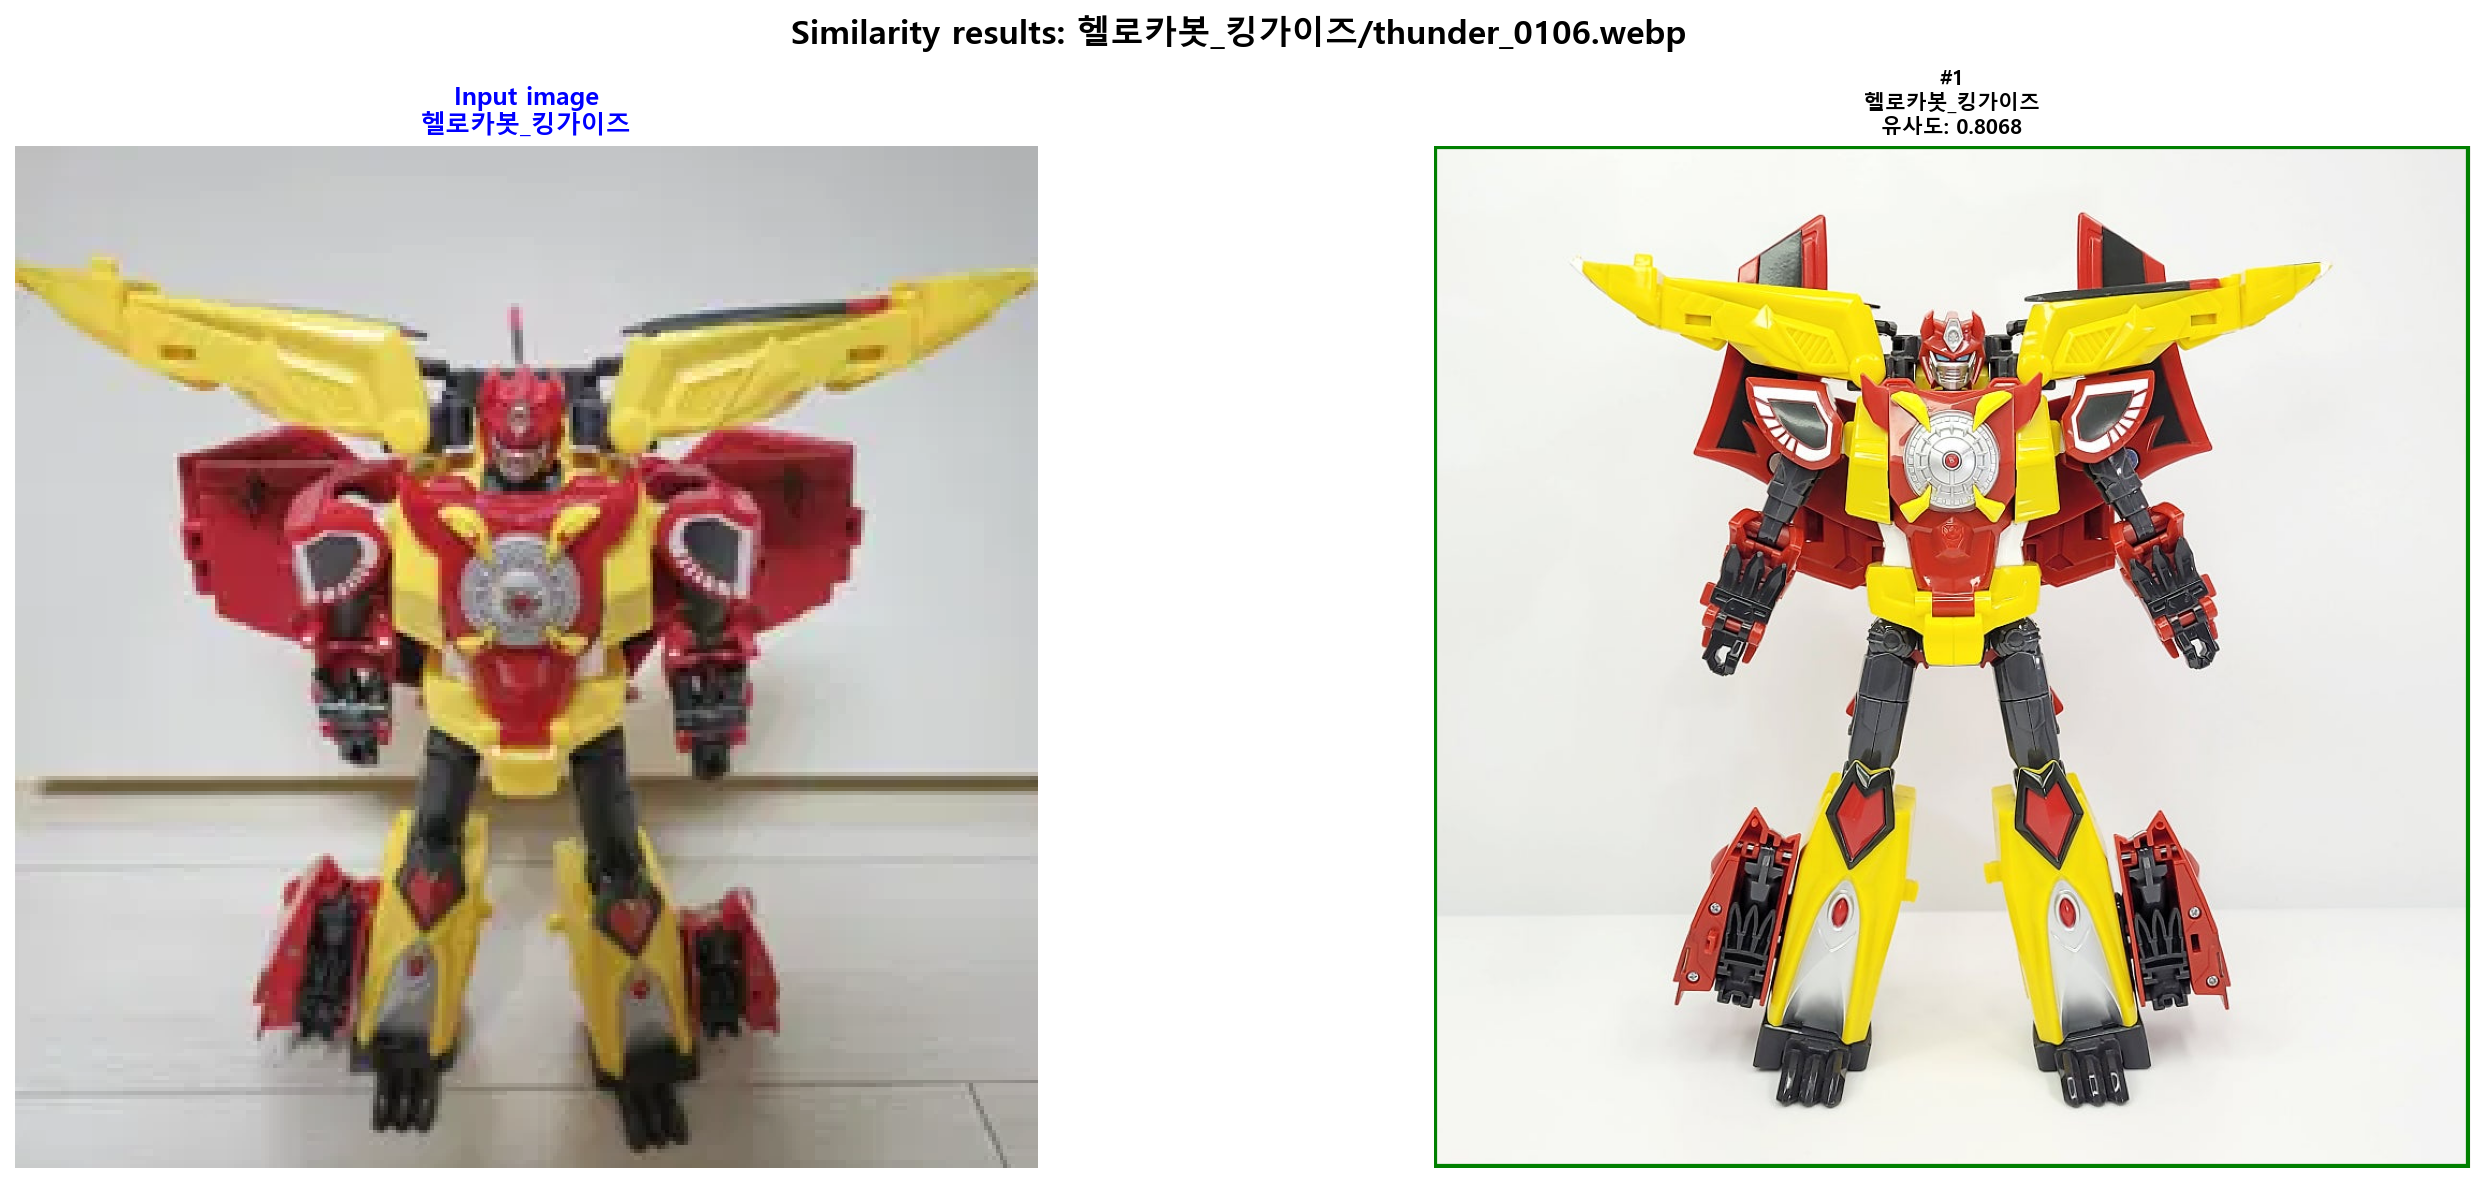 Similarity results: 헬로카봇_킹가이즈/thunder_0106.webp
Input image
헬로카봇_킹가이즈
#1
헬로카봇_킹가이즈
유사도: 0.8068